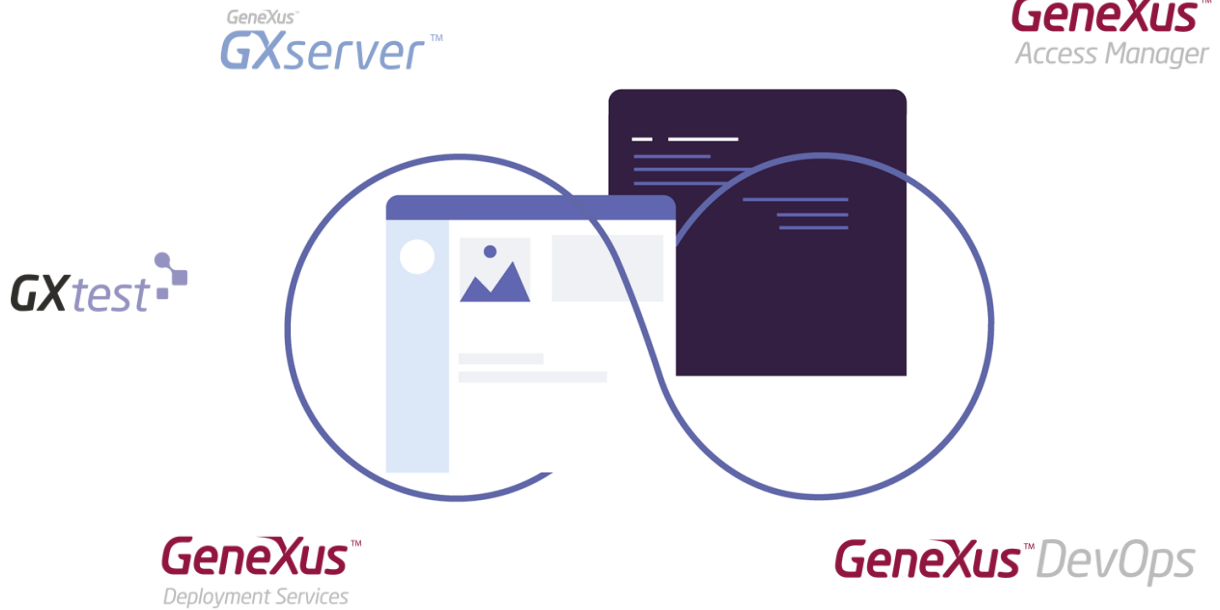 GeneXus™
GXserver™
GeneXus™
Access Manager
GXtest
GeneXus™
Deployment Services
GeneXus™ DevOps